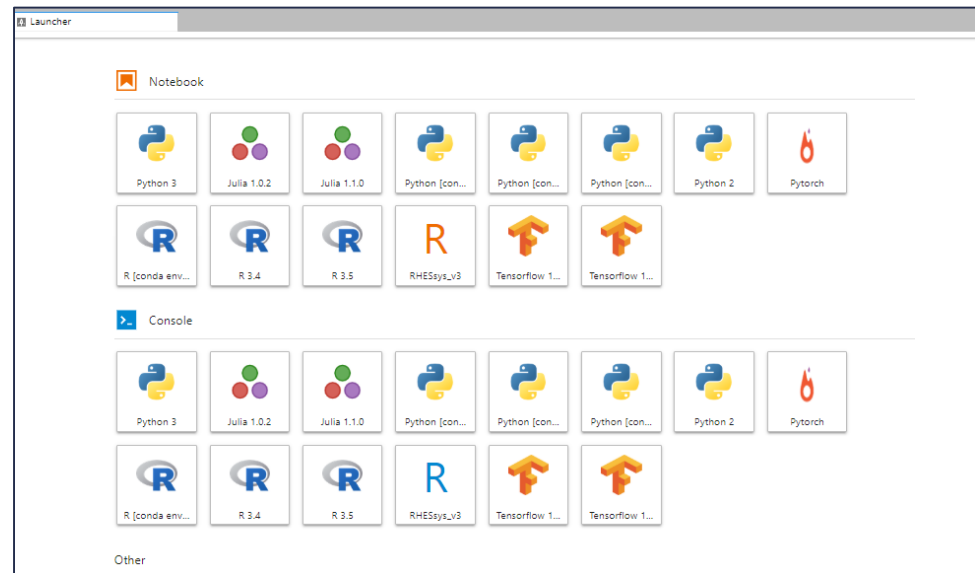 Launcher
Notebook
Python 3 Julia 1.0.2 Julia 1.1.0 Python [con... Python [con... Python [con... Python 2 Pytorch
R [conda env... R 3.4 R 3.5 RHESsys_v3 Tensorflow 1... Tensorflow 1...
Console
Python 3 Julia 1.0.2 Julia 1.1.0 Python [con... Python [con... Python [con... Python 2 Pytorch
R [conda env... R 3.4 R 3.5 RHESsys_v3 Tensorflow 1... Tensorflow 1...
Other